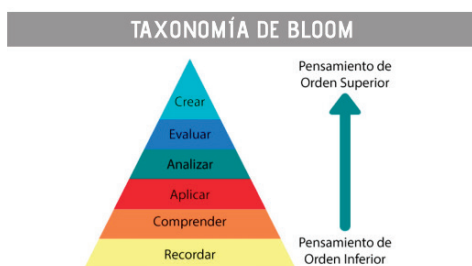 TAXONOMÍA DE BLOOM
Pensamiento de
Orden Superior
Crear
Evaluar
Analizar
Aplicar
Comprender
Recordar
Pensamiento de
Orden Inferior